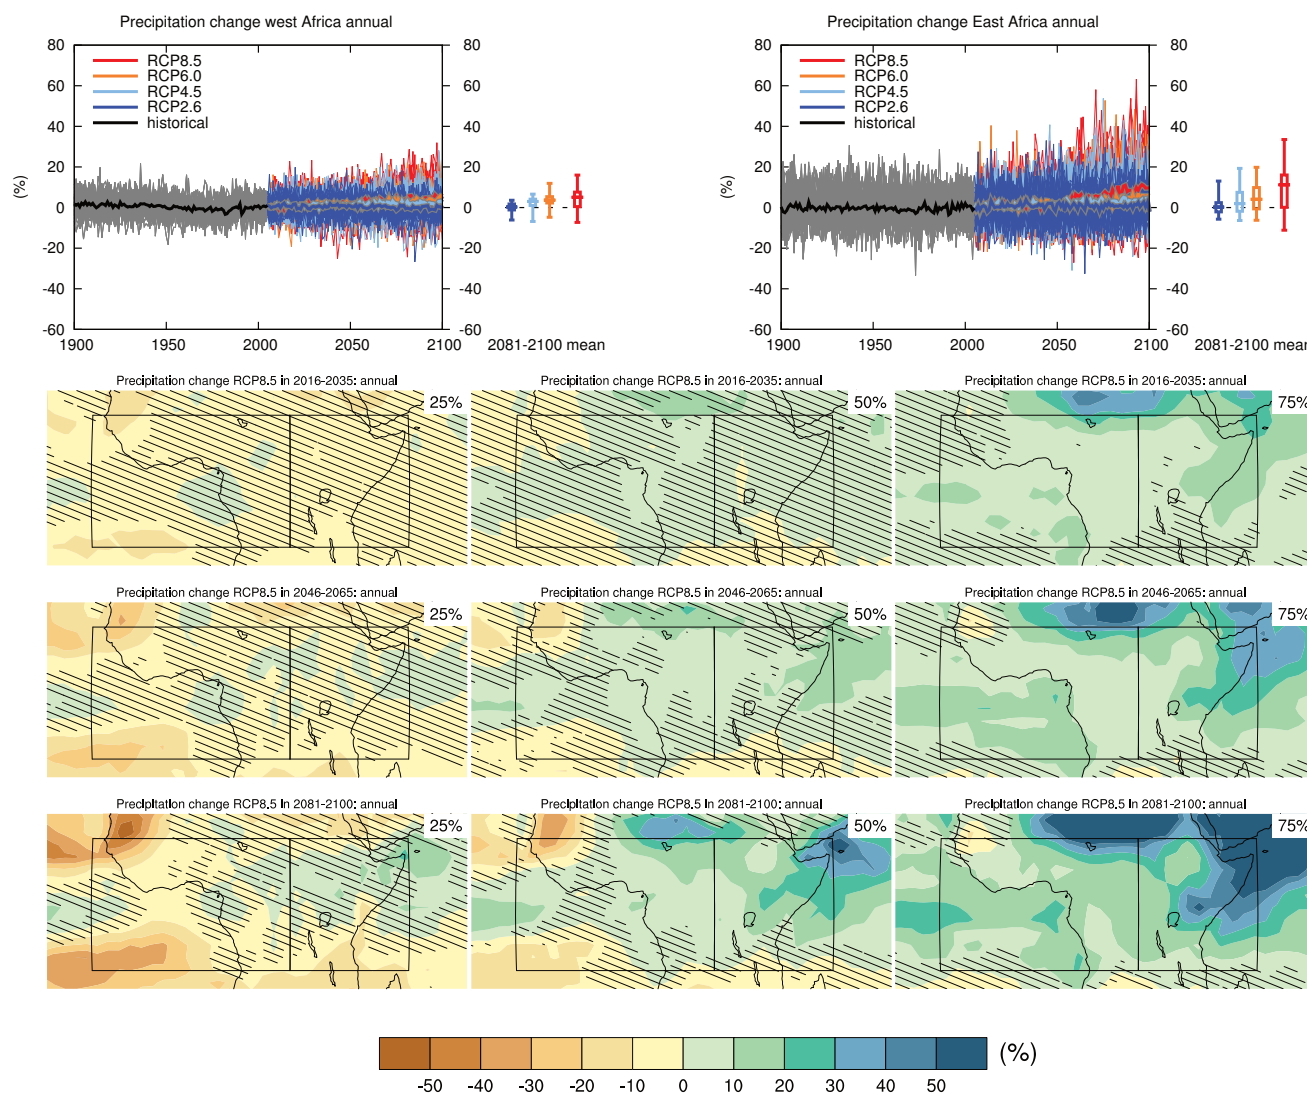 Precipitation change west Africa annual
80
60
40
20
0
-20
-40
-60
(%)
RCP8.5
RCP6.0
RCP4.5
RCP2.6
historical
80
60
40
20
0
-20
-40
-60
1900 1950 2000 2050 2100 2081-2100 mean
Precipitation change East Africa annual
80
60
40
20
0
-20
-40
-60
(%)
RCP8.5
RCP6.0
RCP4.5
RCP2.6
historical
80
60
40
20
0
-20
-40
-60
1900 1950 2000 2050 2100 2081-2100 mean
Precipitation change RCP8.5 in 2016-2035: annual
25%
Precipitation change RCP8.5 in 2016-2035: annual
50%
Precipitation change RCP8.5 in 2016-2035: annual
75%
Precipitation change RCP8.5 in 2046-2065: annual
25%
Precipitation change RCP8.5 in 2046-2065: annual
50%
Precipitation change RCP8.5 in 2046-2065: annual
75%
Precipitation change RCP8.5 in 2081-2100: annual
25%
Precipitation change RCP8.5 in 2081-2100: annual
50%
Precipitation change RCP8.5 in 2081-2100: annual
75%
(%)
-50 -40 -30 -20 -10 0 10 20 30 40 50